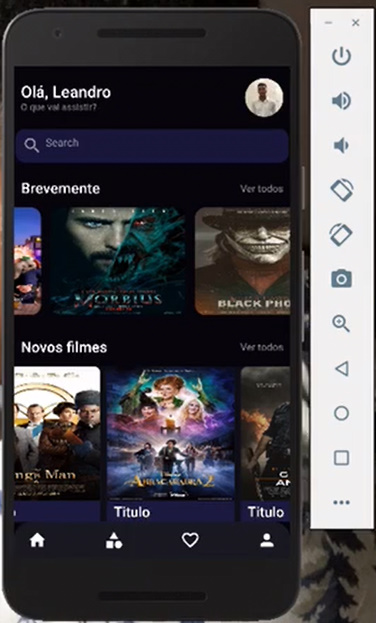 Olá, Leandro
O que vai assistir?
Search
Brevemente
Ver todos
MORBIUS
BLACK PHO
Novos filmes
Ver todos
ng's Man
ABRACADABRA 2
Titulo
Titulo